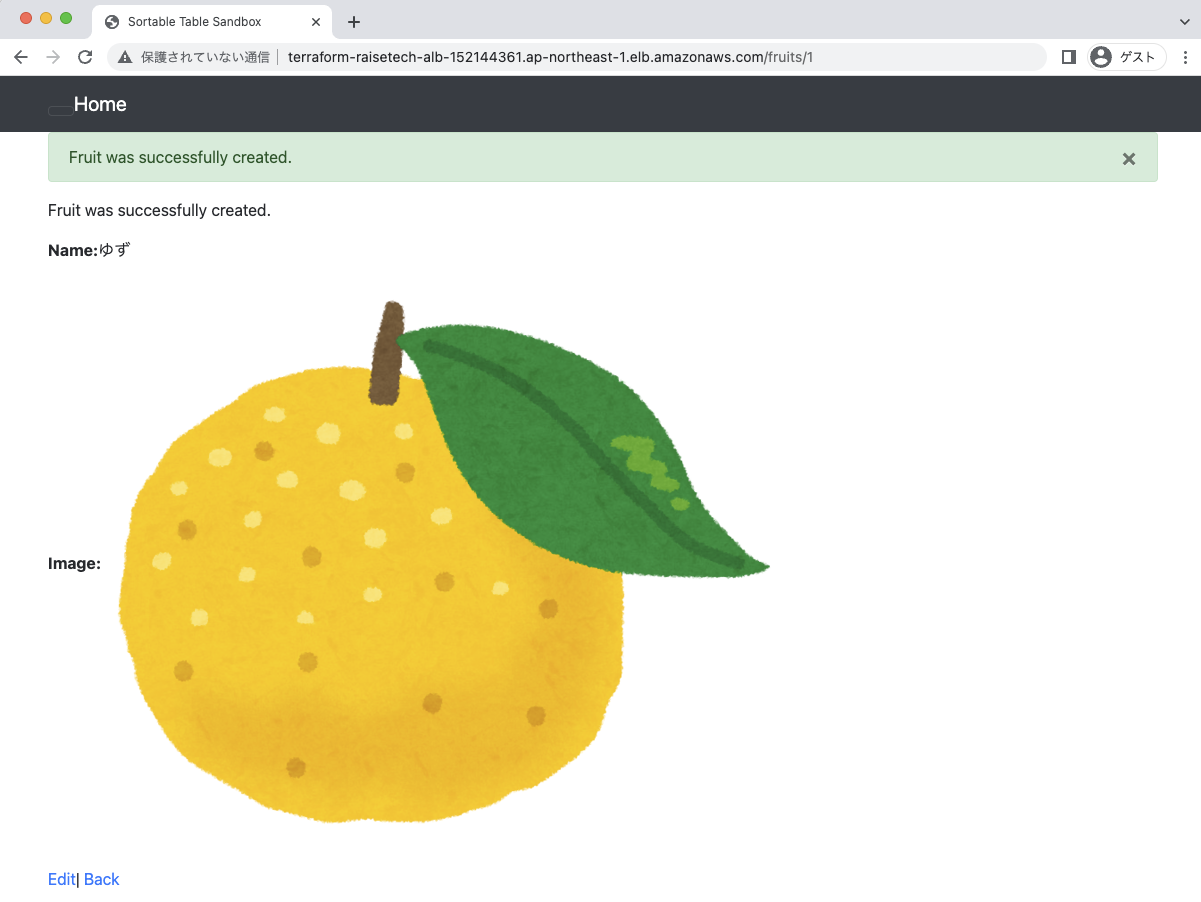 Sortable Table Sandbox
保護されていない通信 terraform-raisetech-alb-152144361.ap-northeast-1.elb.amazonaws.com/fruits/1 ゲスト
Home
Fruit was successfully created.
Fruit was successfully created.
Name:ゆず
Image:
Edit| Back